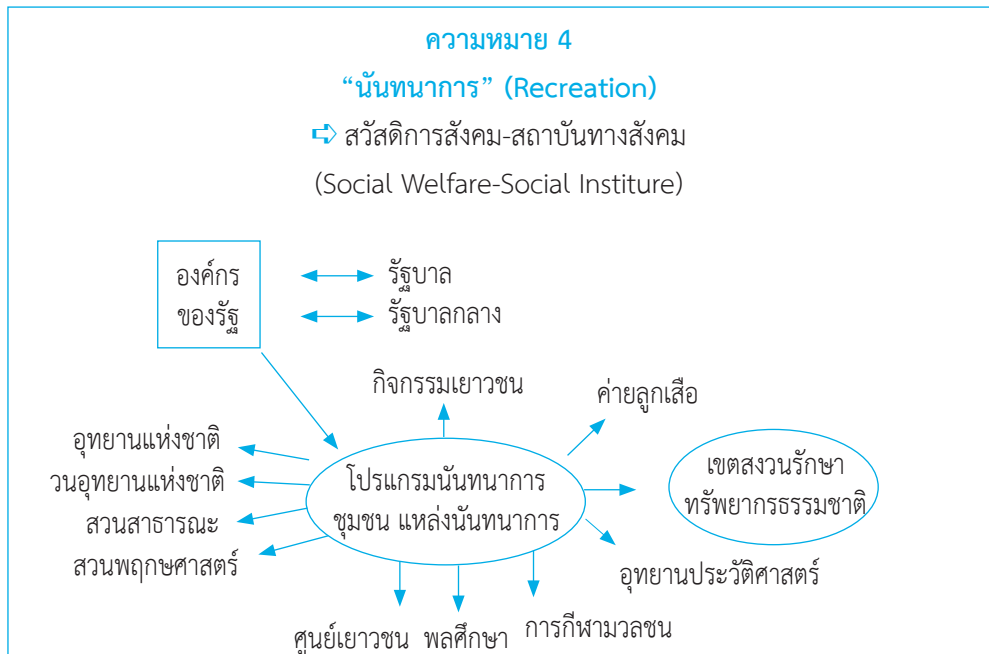 ความหมาย 4
“นันทนาการ” (Recreation)
สวัสดิการสังคม-สถาบันทางสังคม
(Social Welfare-Social Institure)
องค์กร
ของรัฐ
รัฐบาล
รัฐบาลกลาง
กิจกรรมเยาวชน
ค่ายลูกเสือ
อุทยานแห่งชาติ
วนอุทยานแห่งชาติ
สวนสาธารณะ
สวนพฤกษศาสตร์
โปรแกรมนันทนาการ
ชุมชน แหล่งนันทนาการ
เขตสงวนรักษา
ทรัพยากรธรรมชาติ
อุทยานประวัติศาสตร์
ศูนย์เยาวชน
พลศึกษา
การกีฬามวลชน